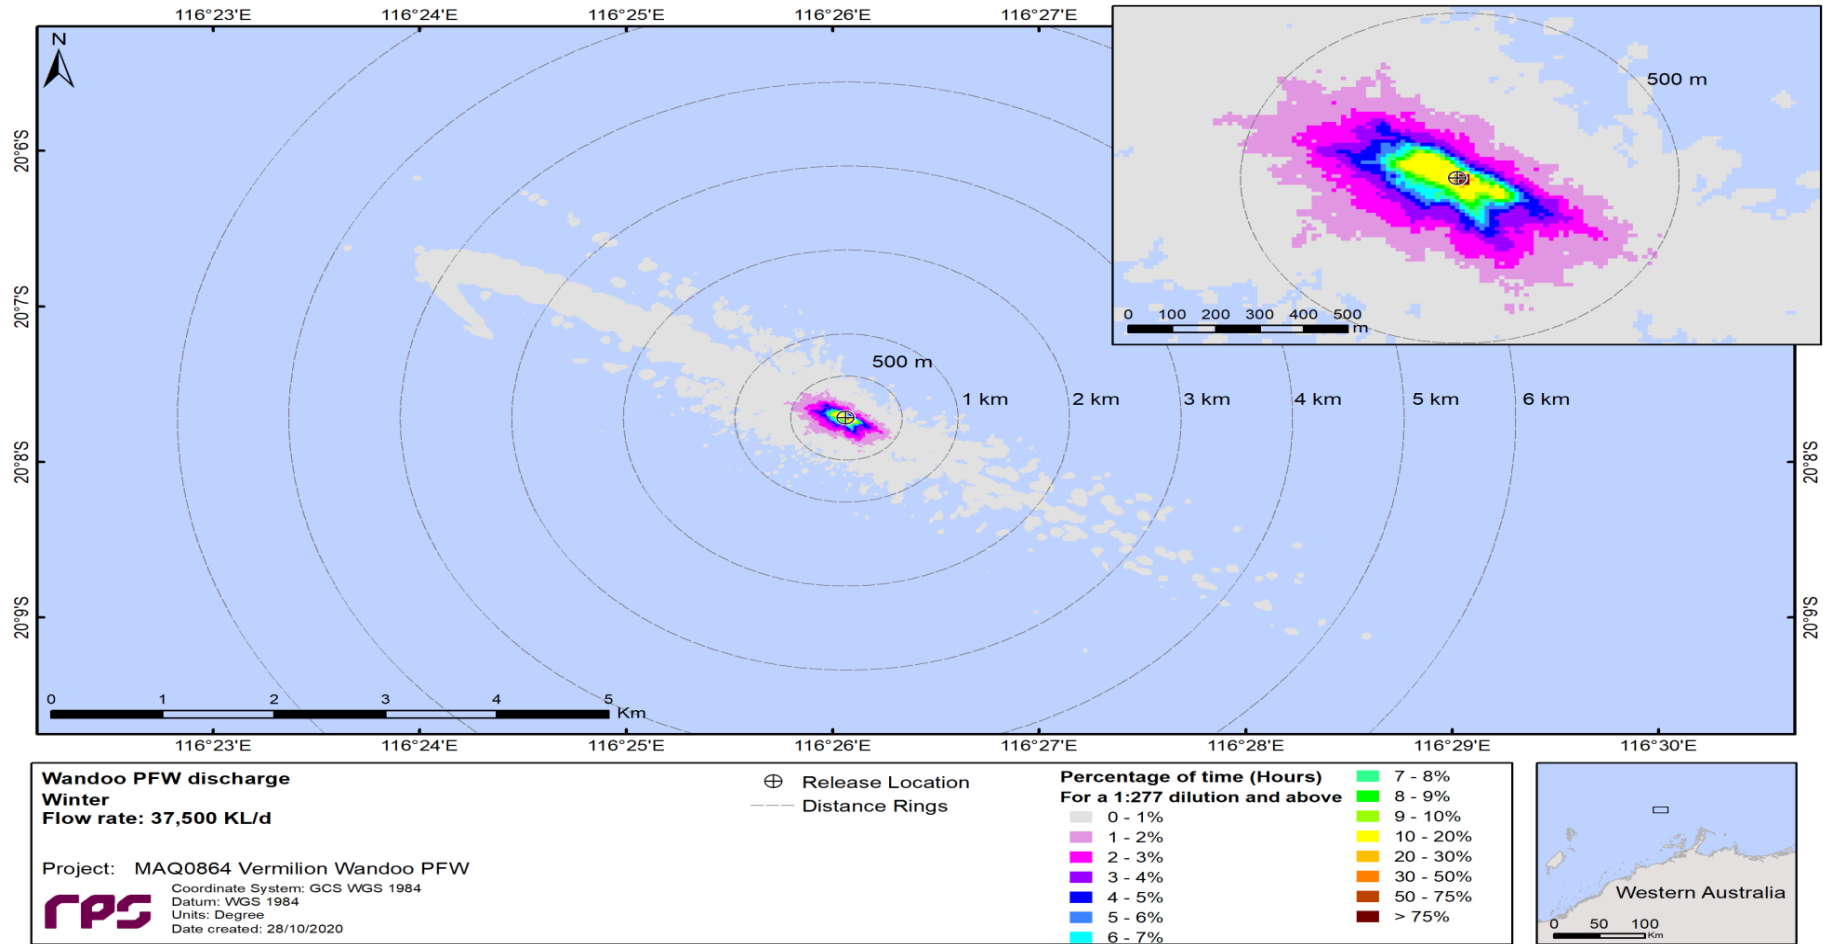 116°23'E 116°24'E 116°25'E 116°26'E 116°27'E
N
500 m
0 100 200 300 400 500 m
20°6'S
20°7'S
20°8'S
20°9'S
500 m
1 km 2 km 3 km 4 km 5 km 6 km
20°8'S
20°9'S
0 1 2 3 4 5 Km
116°23'E 116°24'E 116°25'E 116°26'E 116°27'E 116°28'E 116°29'E 116°30'E
Wandoo PFW discharge
Winter
Flow rate: 37,500 KL/d
Project: MAQ0864 Vermilion Wandoo PFW
rps
Coordinate System: GCS WGS 1984
Datum: WGS 1984
Units: Degree
Date created: 28/10/2020
Release Location
Distance Rings
Percentage of time (Hours)
For a 1:277 dilution and above
0 - 1%
1 - 2%
2 - 3%
3 - 4%
4 - 5%
5 - 6%
6 - 7%
7 - 8%
8 - 9%
9 - 10%
10 - 20%
20 - 30%
30 - 50%
50 - 75%
> 75%
Western Australia
0 50 100 Km